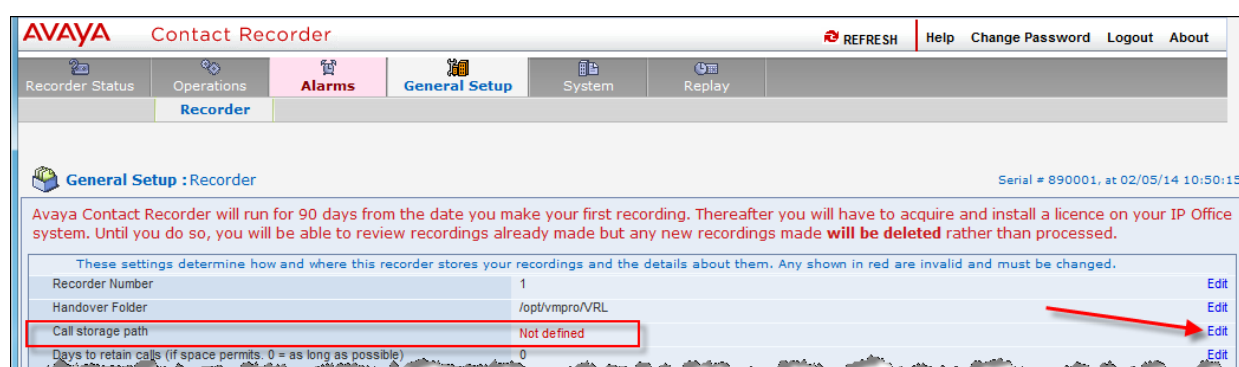 AVAYA Contact Recorder REFRESH Help Change Password Logout About
Recorder Status Operations Alarms General Setup System Replay
Recorder
General Setup : Recorder Serial # 890001, at 02/05/14 10:50:15
Avaya Contact Recorder will run for 90 days from the date you make your first recording. Thereafter you will have to acquire and install a licence on your IP Office
system. Until you do so, you will be able to review recordings already made but any new recordings made will be deleted rather than processed.
These settings determine how and where this recorder stores your recordings and the details about them. Any shown in red are invalid and must be changed.
Recorder Number 1 Edit
Handover Folder /opt/vmpro/VRL Edit
Call storage path Not defined Edit
Days to retain calls (if space permits. 0 = as long as possible) 0 Edit